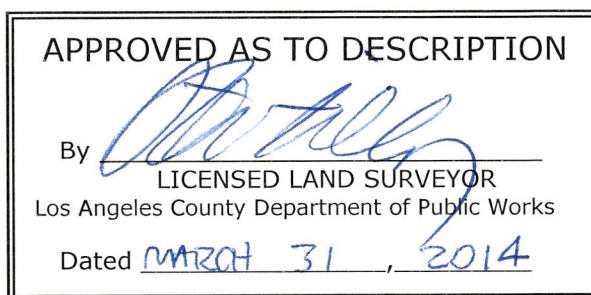 APPROVED AS TO DESCRIPTION
By
LICENSED LAND SURVEYOR
Los Angeles County Department of Public Works
Dated MARCH 31, 2014